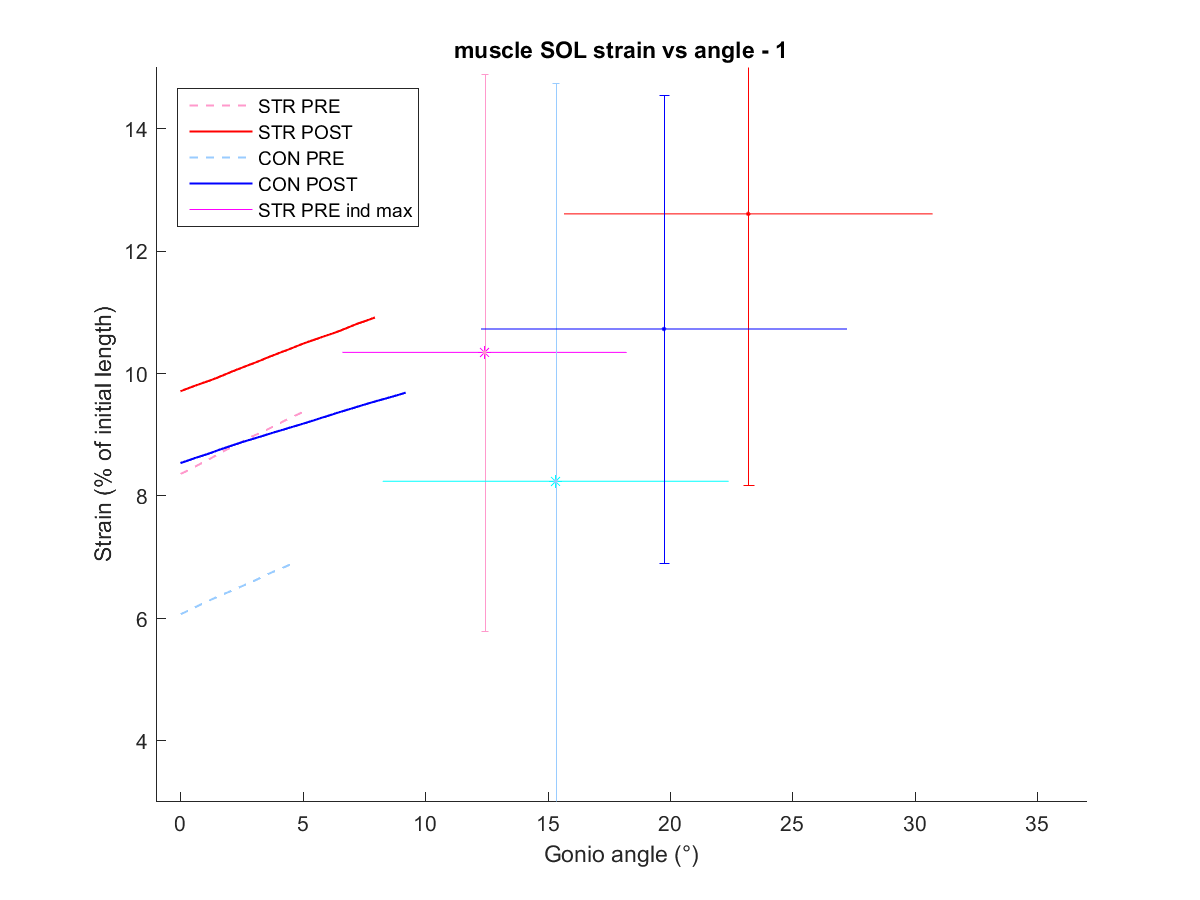 muscle SOL strain vs angle - 1
STR PRE
STR POST
CON PRE
CON POST
STR PRE ind max
14
12
10
8
6
4
Strain (% of initial length)
0 5 10 15 20 25 30 35
Gonio angle (°)